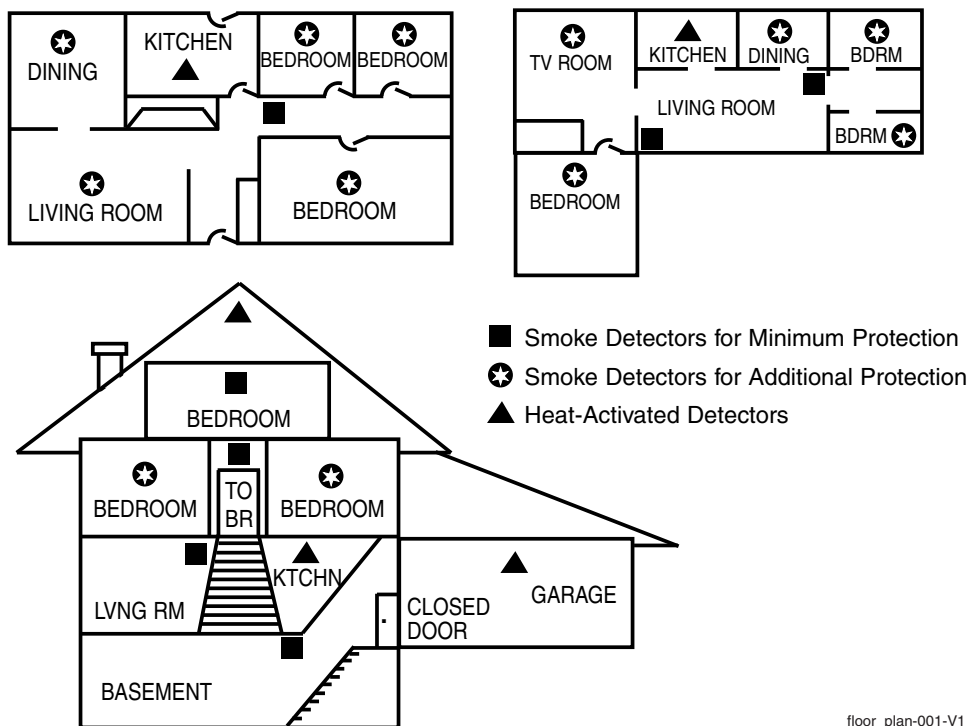 DINING
KITCHEN
BEDROOM
BEDROOM
LIVING ROOM
BEDROOM
TV ROOM
KITCHEN
DINING
BDRM
LIVING ROOM
BDRM
BEDROOM
Smoke Detectors for Minimum Protection
Smoke Detectors for Additional Protection
Heat-Activated Detectors
BEDROOM
BEDROOM
TO
BR
BEDROOM
LVNG RM
KTCHN
CLOSED
DOOR
GARAGE
BASEMENT
floor_plan-001-V1